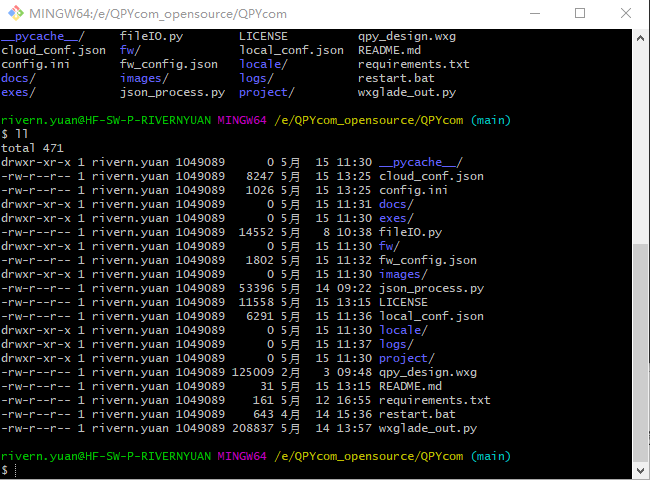 MINGW64:/e/QPYcom_opensource/QPYcom
__pycache__/     fileIO.py        LICENSE          qpy_design.wxg
cloud_conf.json  fw/              local_conf.json  README.md
config.ini       fw_config.json   locale/          requirements.txt
docs/            images/          logs/            restart.bat
exes/            json_process.py  project/         wxglade_out.py
rivern.yuan@HF-SW-P-RIVERNYUAN MINGW64 /e/QPYcom_opensource/QPYcom (main)
$ ll
total 471
drwxr-xr-x 1 rivern.yuan 1049089      0 5月  15 11:30 __pycache__/
-rw-r--r-- 1 rivern.yuan 1049089   8247 5月  15 13:25 cloud_conf.json
-rw-r--r-- 1 rivern.yuan 1049089   1026 5月  15 13:25 config.ini
drwxr-xr-x 1 rivern.yuan 1049089      0 5月  15 11:31 docs/
drwxr-xr-x 1 rivern.yuan 1049089      0 5月  15 11:30 exes/
-rw-r--r-- 1 rivern.yuan 1049089  14552 5月   8 10:38 fileIO.py
drwxr-xr-x 1 rivern.yuan 1049089      0 5月  15 11:30 fw/
-rw-r--r-- 1 rivern.yuan 1049089   1802 5月  15 11:32 fw_config.json
drwxr-xr-x 1 rivern.yuan 1049089      0 5月  15 11:30 images/
-rw-r--r-- 1 rivern.yuan 1049089  53396 5月  14 09:22 json_process.py
-rw-r--r-- 1 rivern.yuan 1049089  11558 5月  15 13:15 LICENSE
-rw-r--r-- 1 rivern.yuan 1049089   6291 5月  15 11:36 local_conf.json
drwxr-xr-x 1 rivern.yuan 1049089      0 5月  15 11:30 locale/
drwxr-xr-x 1 rivern.yuan 1049089      0 5月  15 11:37 logs/
drwxr-xr-x 1 rivern.yuan 1049089      0 5月  15 11:30 project/
-rw-r--r-- 1 rivern.yuan 1049089 125009 2月   3 09:48 qpy_design.wxg
-rw-r--r-- 1 rivern.yuan 1049089     31 5月  15 13:15 README.md
-rw-r--r-- 1 rivern.yuan 1049089    161 5月  12 16:55 requirements.txt
-rw-r--r-- 1 rivern.yuan 1049089    643 4月  14 15:36 restart.bat
-rw-r--r-- 1 rivern.yuan 1049089 208837 5月  14 13:57 wxglade_out.py
rivern.yuan@HF-SW-P-RIVERNYUAN MINGW64 /e/QPYcom_opensource/QPYcom (main)
$